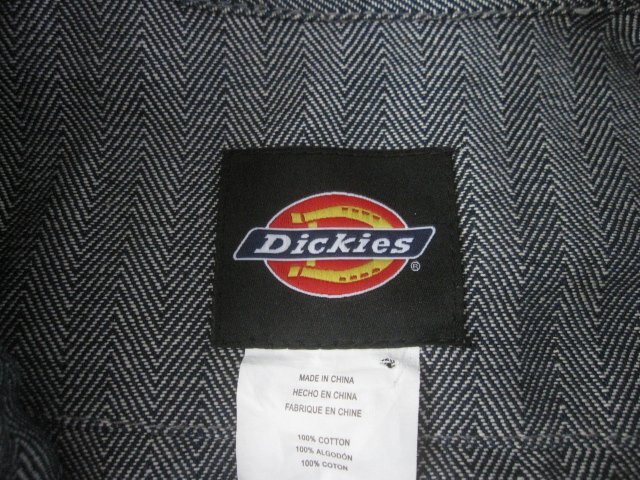 Dickies
®
MADE IN CHINA
HECHO EN CHINA
FABRIQUE EN CHINE
100% COTTON
100% ALGODÓN
100% COTON